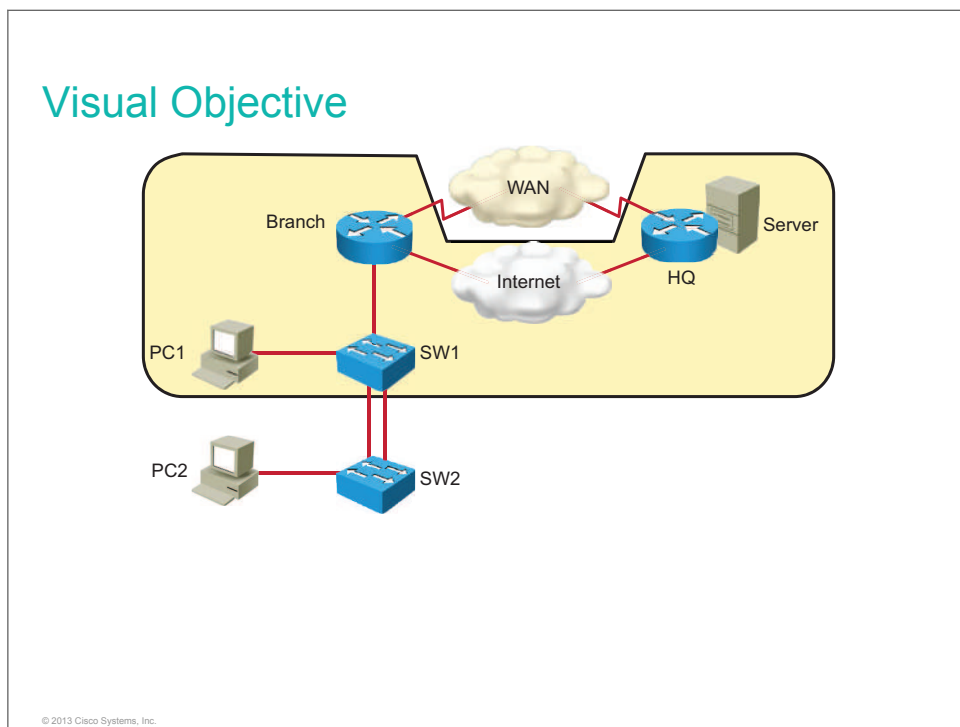 Visual Objective
WAN
Branch
Server
Internet
HQ
PC1
SW1
PC2
SW2
© 2013 Cisco Systems, Inc.